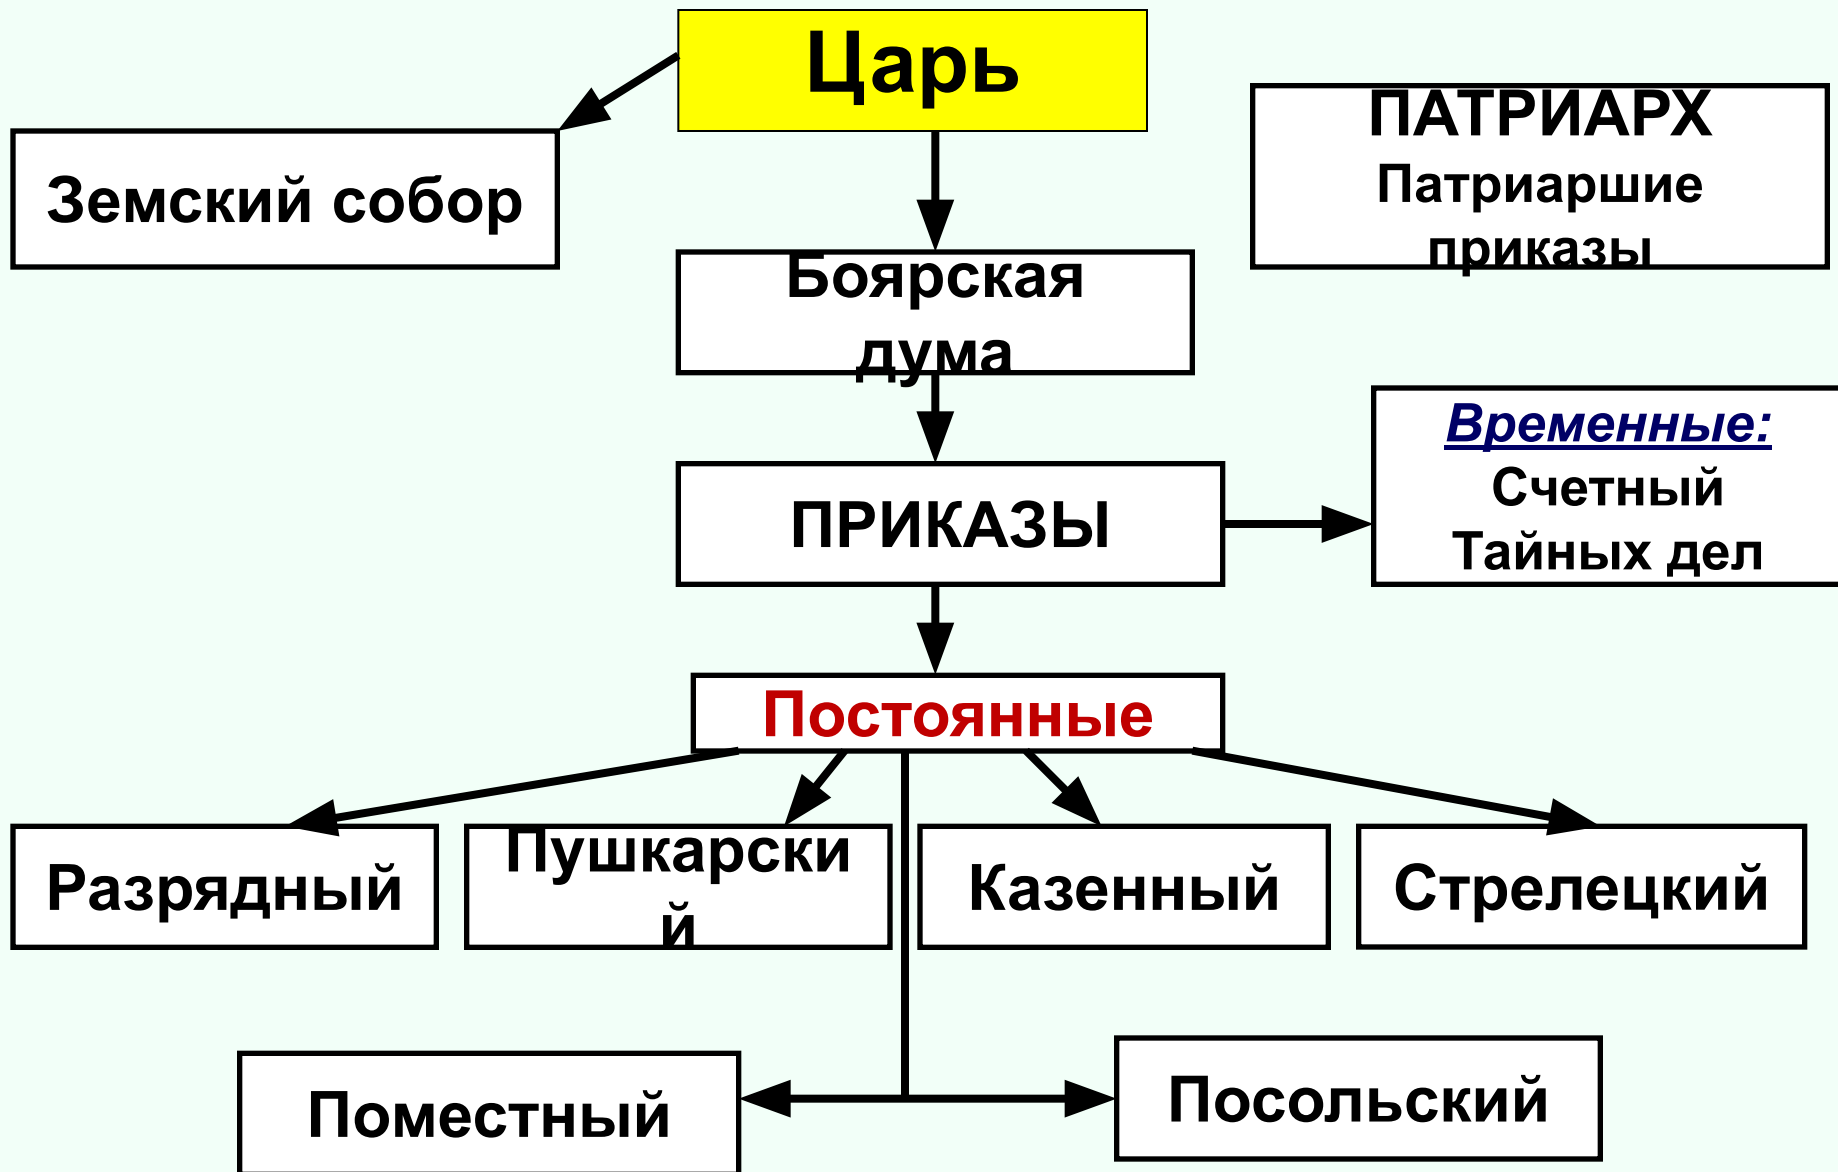 Царь
ПАТРИАРХ
Патриаршие
приказы
Земский собор
Боярская
дума
Временные:
Счетный
Тайных дел
ПРИКАЗЫ
Постоянные
Разрядный
Пушкарски
й
Казенный
Стрелецкий
Поместный
Посольский